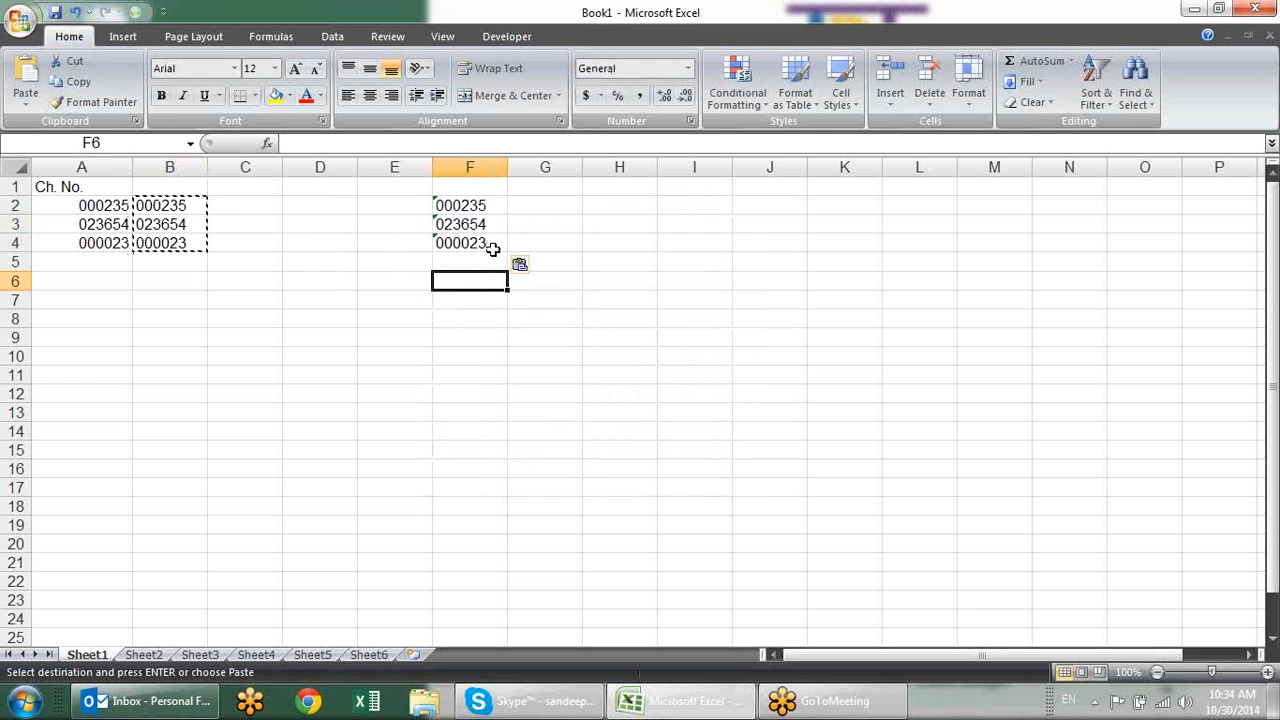 Book1 - Microsoft Excel
Home Insert Page Layout Formulas Data Review View Developer
Paste Cut Copy Format Painter Clipboard
Arial 12 A A B I U A Font
Wrap Text Merge & Center Alignment
General $ % , .0 .00 .00 .0 Number
Conditional Formatting Format as Table Cell Styles Styles
Insert Delete Format Cells
Σ AutoSum Fill Clear Sort & Filter Find & Select Editing
F6 fx
A B C D E F G H I J K L M N O P
1 Ch. No.
2 000235 000235 000235
3 023654 023654 023654
4 000023 000023 000023
5
6
7
8
9
10
11
12
13
14
15
16
17
18
19
20
21
22
23
24
25
Sheet1 Sheet2 Sheet3 Sheet4 Sheet5 Sheet6
Select destination and press ENTER or choose Paste 100%
Inbox - Personal F... Skype™ - sandeep... Microsoft Excel - ... GoToMeeting EN 10:34 AM
10/30/2014